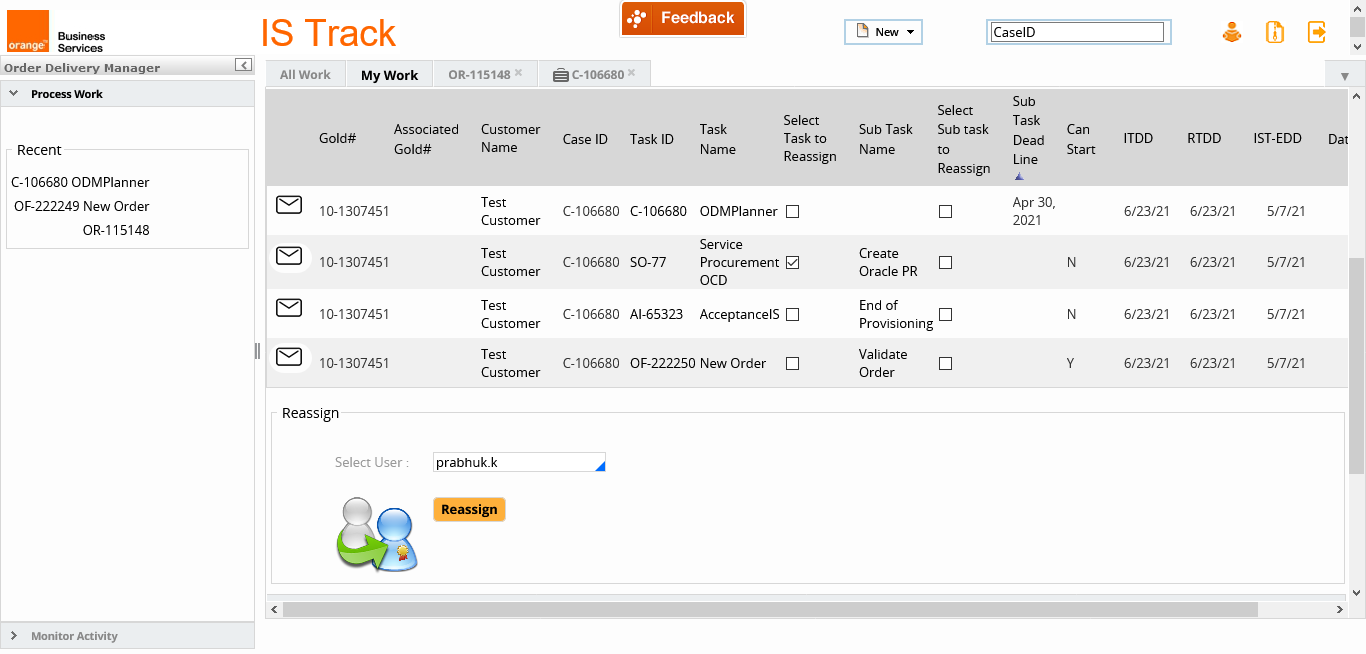 orange™
Business
Services
IS Track
Feedback
New
CaseID
Order Delivery Manager
All Work
My Work
OR-115148
C-106680
Process Work
Recent
C-106680 ODMPlanner
OF-222249 New Order
OR-115148
Monitor Activity
Gold#
Associated
Gold#
Customer
Name
Case ID
Task ID
Task
Name
Select
Task to
Reassign
Sub Task
Name
Select
Sub task
to
Reassign
Sub
Task
Dead
Line
Can
Start
ITDD
RTDD
IST-EDD
Dat
10-1307451
Test
Customer
C-106680
C-106680
ODMPlanner
Apr 30,
2021
6/23/21
6/23/21
5/7/21
10-1307451
Test
Customer
C-106680
SO-77
Service
Procurement
OCD
Create
Oracle PR
N
6/23/21
6/23/21
5/7/21
10-1307451
Test
Customer
C-106680
AI-65323
AcceptanceIS
End of
Provisioning
N
6/23/21
6/23/21
5/7/21
10-1307451
Test
Customer
C-106680
OF-222250
New Order
Validate
Order
Y
6/23/21
6/23/21
5/7/21
Reassign
Select User :
prabhuk.k
Reassign